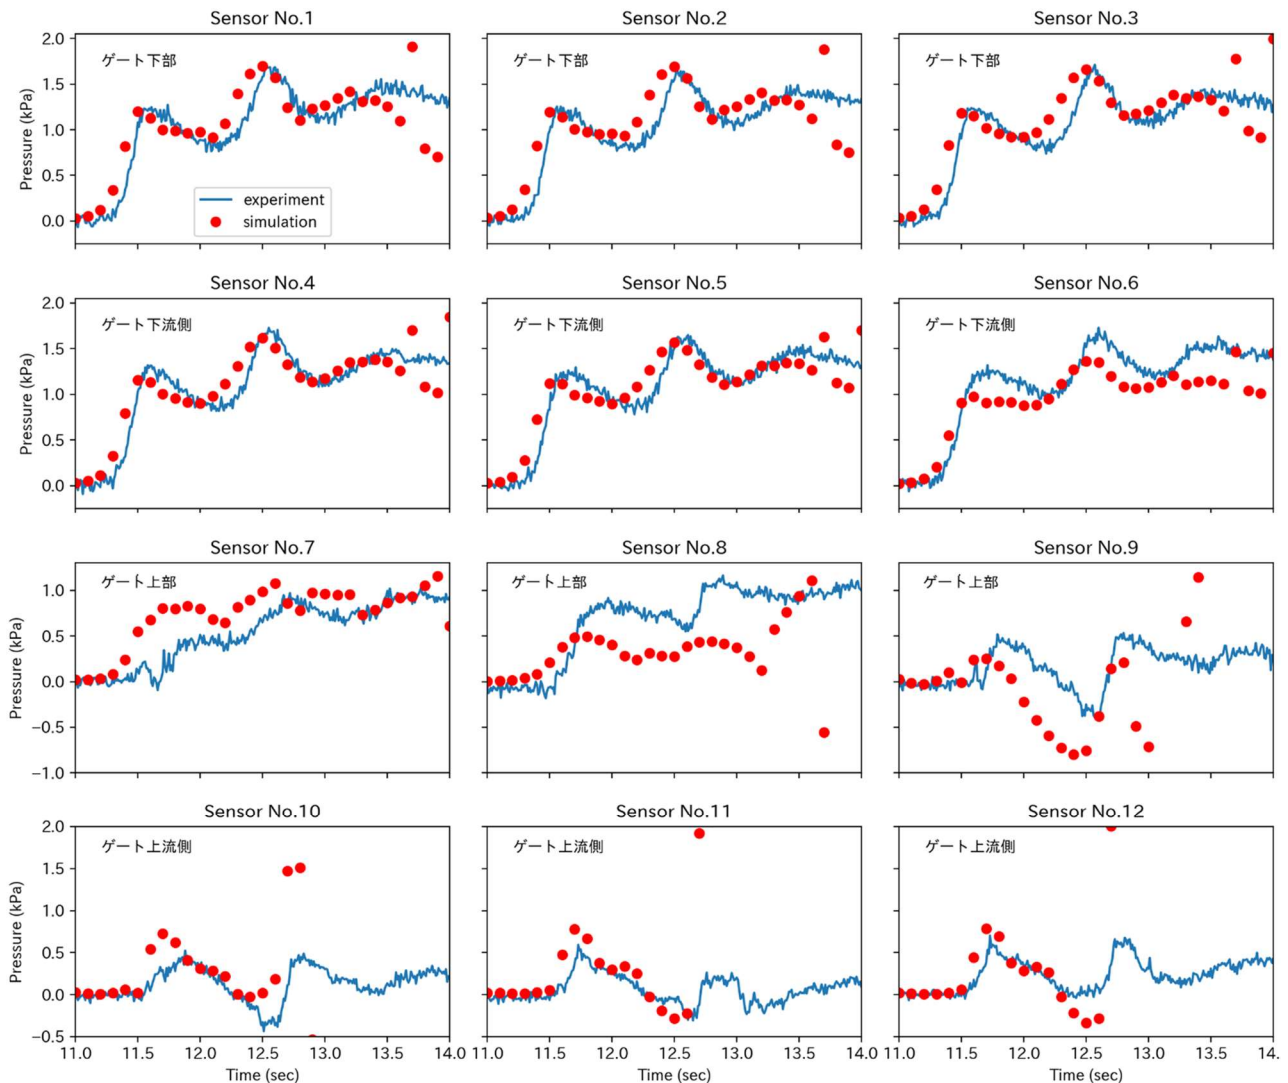 Sensor No.1
Sensor No.2
Sensor No.3
ゲート下部
ゲート下部
ゲート下部
Pressure (kPa)
2.0
1.5
1.0
0.5
0.0
experiment
simulation
Sensor No.4
Sensor No.5
Sensor No.6
ゲート下流側
ゲート下流側
ゲート下流側
Pressure (kPa)
2.0
1.5
1.0
0.5
0.0
Sensor No.7
Sensor No.8
Sensor No.9
ゲート上部
ゲート上部
ゲート上部
Pressure (kPa)
1.0
0.5
0.0
−0.5
−1.0
Sensor No.10
Sensor No.11
Sensor No.12
ゲート上流側
ゲート上流側
ゲート上流側
Pressure (kPa)
2.0
1.5
1.0
0.5
0.0
−0.5
11.0 11.5 12.0 12.5 13.0 13.5 14.0
11.0 11.5 12.0 12.5 13.0 13.5 14.0
11.0 11.5 12.0 12.5 13.0 13.5 14.
Time (sec)
Time (sec)
Time (sec)